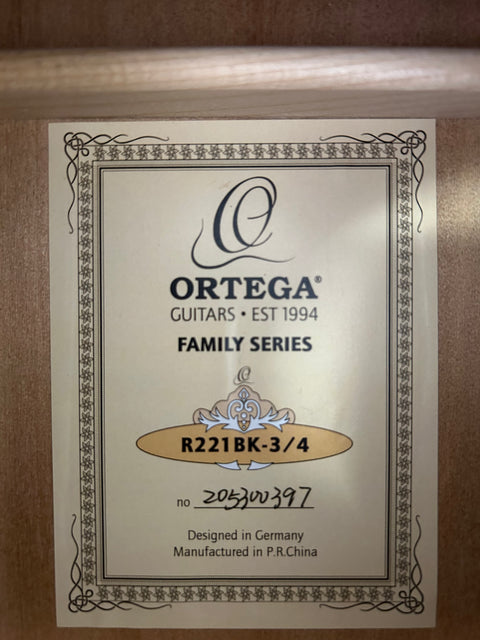 ORTEGA®
GUITARS • EST 1994
FAMILY SERIES
R221BK-3/4
no 205300397
Designed in Germany
Manufactured in P.R.China